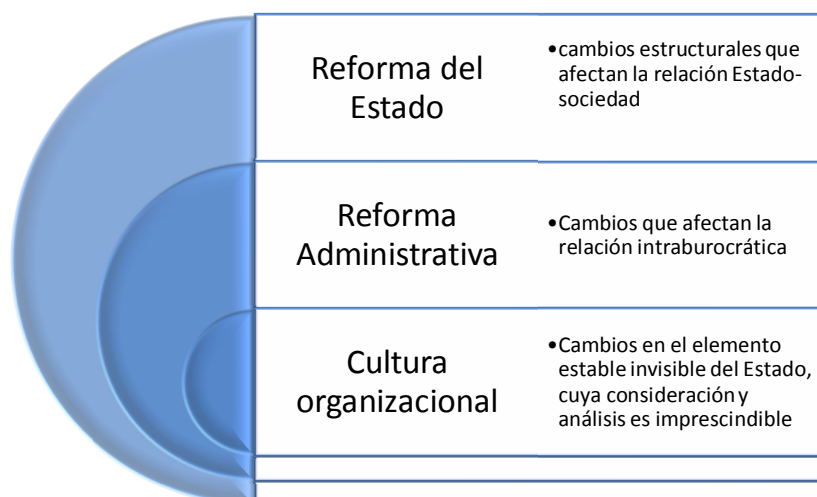 Reforma del
Estado
•cambios estructurales que
afectan la relación Estado-
sociedad
Reforma
Administrativa
•Cambios que afectan la
relación intraburocrática
Cultura
organizacional
•Cambios en el elemento
estable invisible del Estado,
cuya consideración y
análisis es imprescindible